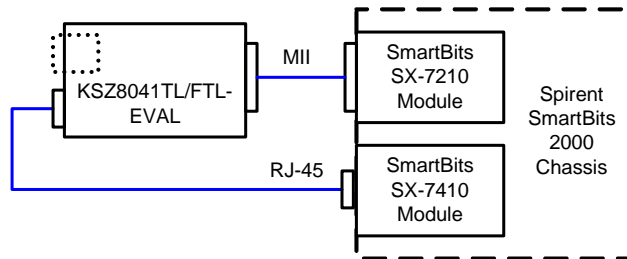 KSZ8041TL/FTL-
EVAL
MII
SmartBits
SX-7210
Module
Spirent
SmartBits
2000
Chassis
RJ-45
SmartBits
SX-7410
Module